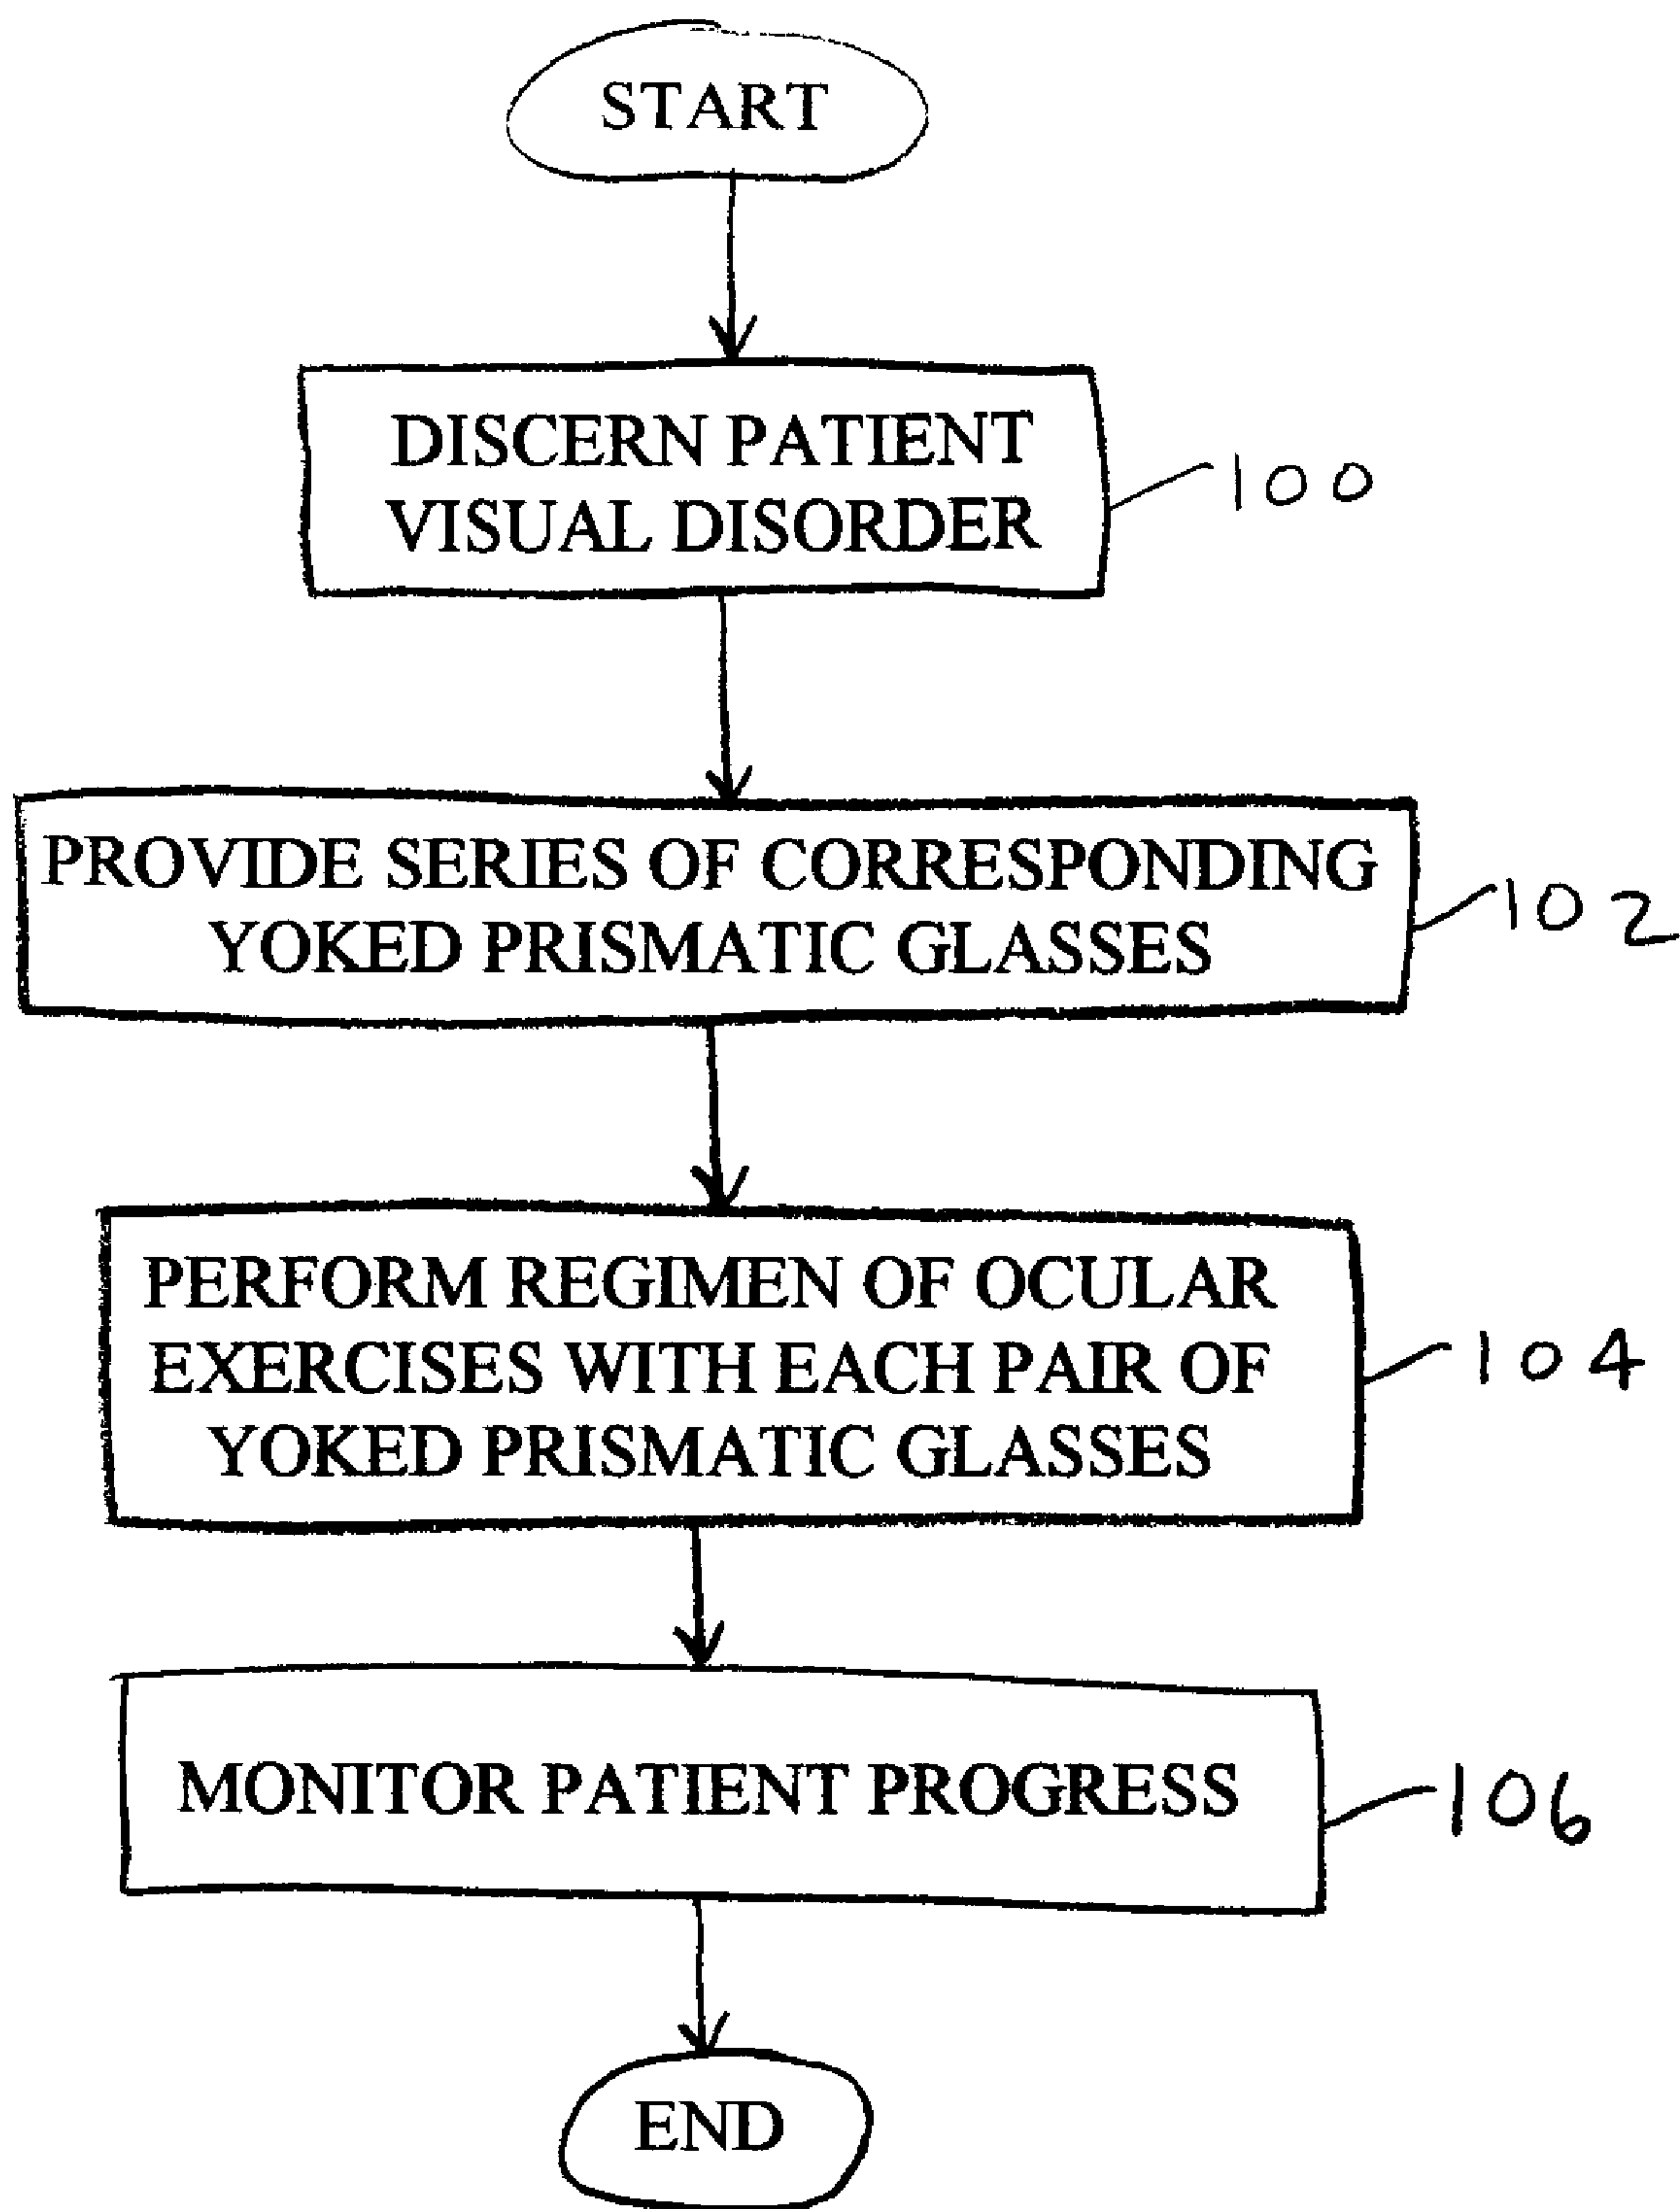 START
DISCERN PATIENT
VISUAL DISORDER
100
PROVIDE SERIES OF CORRESPONDING
YOKED PRISMATIC GLASSES
102
PERFORM REGIMEN OF OCULAR
EXERCISES WITH EACH PAIR OF
YOKED PRISMATIC GLASSES
104
MONITOR PATIENT PROGRESS
106
END